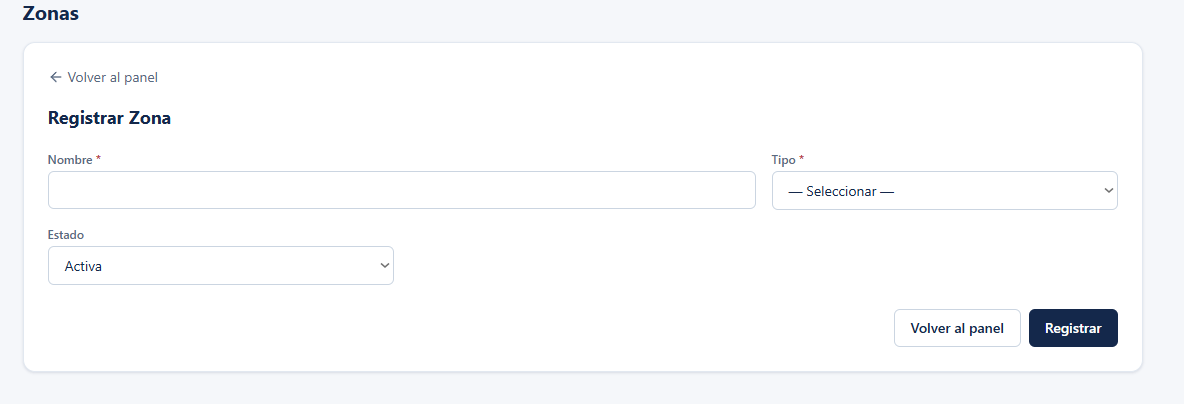 Zonas
← Volver al panel
Registrar Zona
Nombre *
Tipo *
— Seleccionar —
Estado
Activa
Volver al panel
Registrar